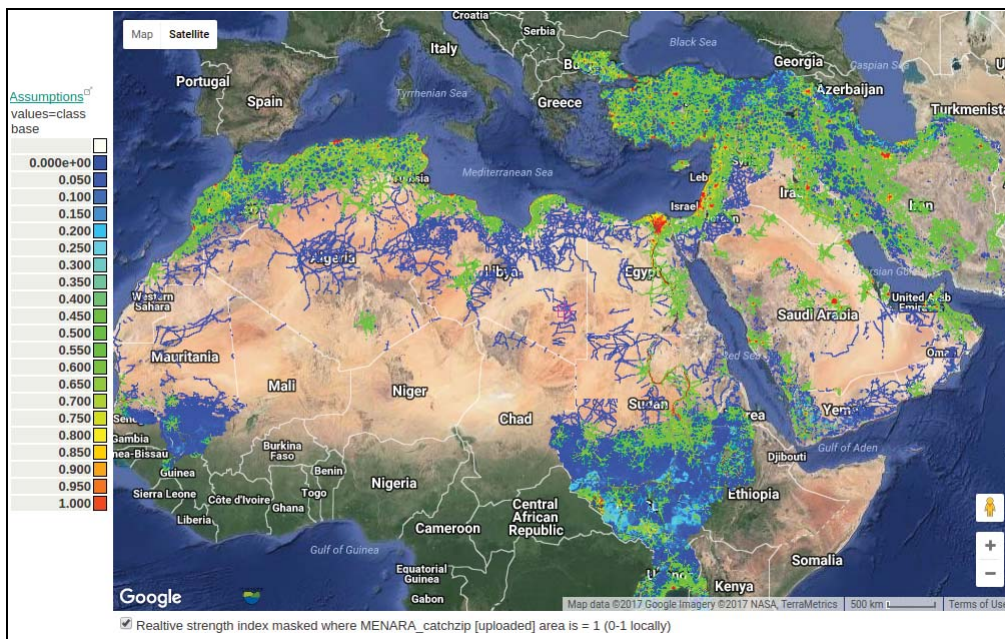 Map
Satellite
Assumptions
values=class
base
0.000e+00
0.050
0.100
0.150
0.200
0.250
0.300
0.350
0.400
0.450
0.500
0.550
0.600
0.650
0.700
0.750
0.800
0.850
0.900
0.950
1.000
Croatia
Serbia
Italy
Black Sea
Georgia
Caspian Sea
Azerbaijan
Turkmenista
Portugal
Spain
Tyrrhenian Sea
Greece
Mediterranean Sea
Israel
Iran
Algeria
Libya
Egypt
Persian Gulf
United Arab
Emirates
Saudi Arabia
Western
Sahara
Mauritania
Mali
Niger
Chad
Sudan
Red Sea
Oman
Yemen
Gulf of Aden
Gambia
nea-Bissau
Guinea
Sierra Leone
Liberia
Côte d'Ivoire
Burkina
Faso
Ghana
Togo
Benin
Nigeria
Cameroon
Central
African
Republic
Djibouti
Ethiopia
Somalia
Kenya
Gulf of Guinea
Equatorial
Guinea
Gabon
Google
Map data ©2017 Google Imagery ©2017 NASA, TerraMetrics
500 km
Terms of Use
Realtive strength index masked where MENARA_catchzip [uploaded] area is = 1 (0-1 locally)